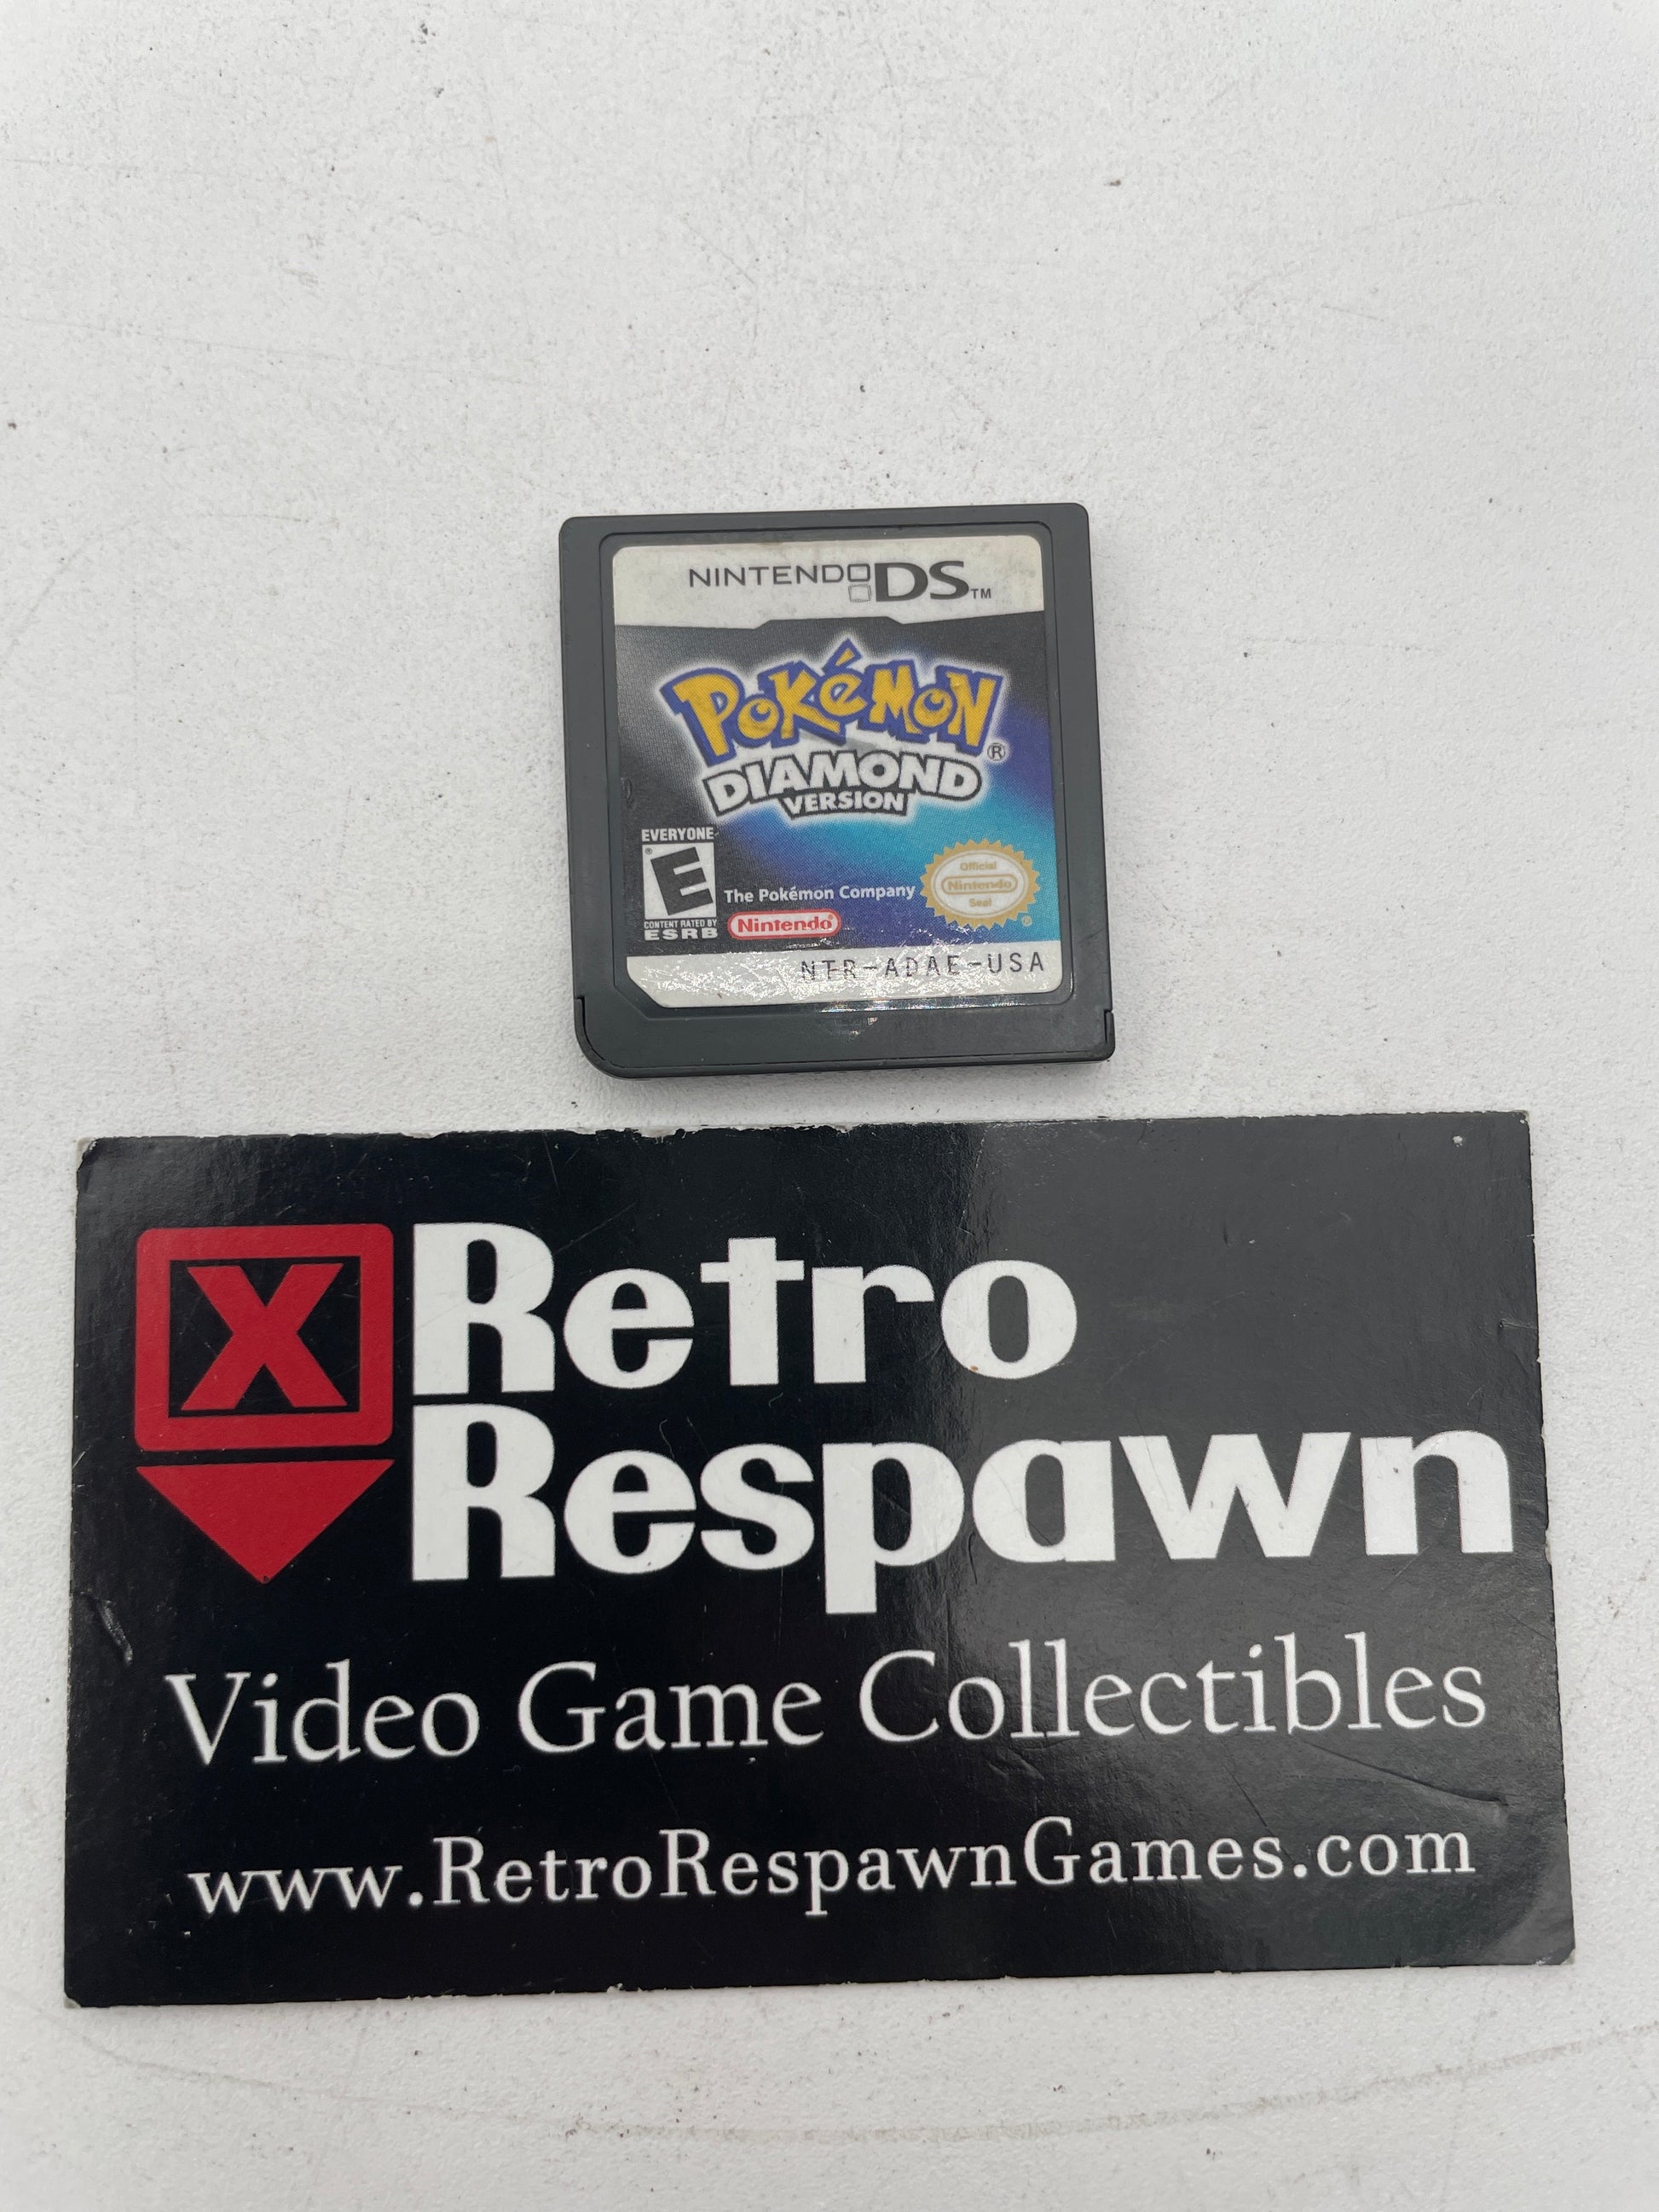 NINTENDO DS™
POKéMON®
DIAMOND
VERSION
EVERYONE
E®
CONTENT RATED BY
ESRB
The Pokémon Company
Nintendo®
Official
Nintendo
Seal
®
NTR-ADAE-USA
X
Retro
Respawn
Video Game Collectibles
www.RetroRespawnGames.com